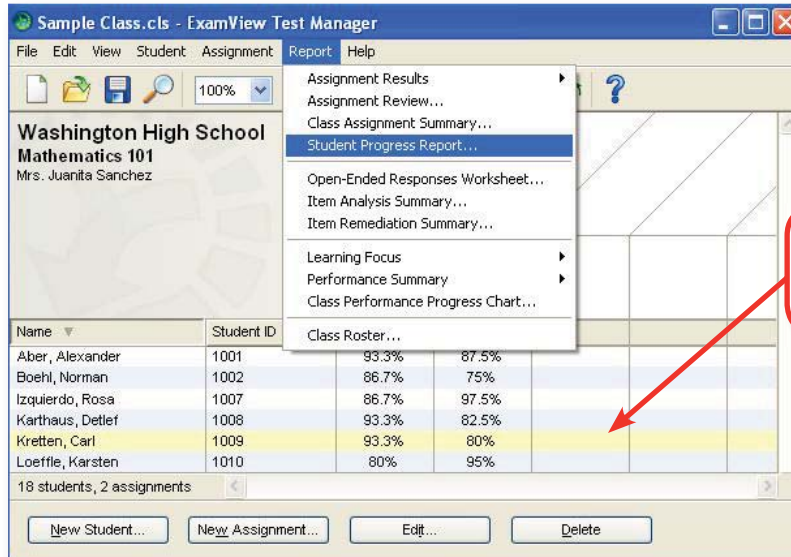 Sample Class.cls - ExamView Test Manager
File Edit View Student Assignment Report Help
100%
Assignment Results
Assignment Review...
Class Assignment Summary...
Student Progress Report...
Open-Ended Responses Worksheet...
Item Analysis Summary...
Item Remediation Summary...
Learning Focus
Performance Summary
Class Performance Progress Chart...
Class Roster...
Washington High School
Mathematics 101
Mrs. Juanita Sanchez
Name Student ID
Aber, Alexander 1001 93.3% 87.5%
Boehl, Norman 1002 86.7% 75%
Izquierdo, Rosa 1007 86.7% 97.5%
Karthaus, Detlef 1008 93.3% 82.5%
Kretten, Carl 1009 93.3% 80%
Loeffle, Karsten 1010 80% 95%
18 students, 2 assignments
New Student... New Assignment... Edit... Delete